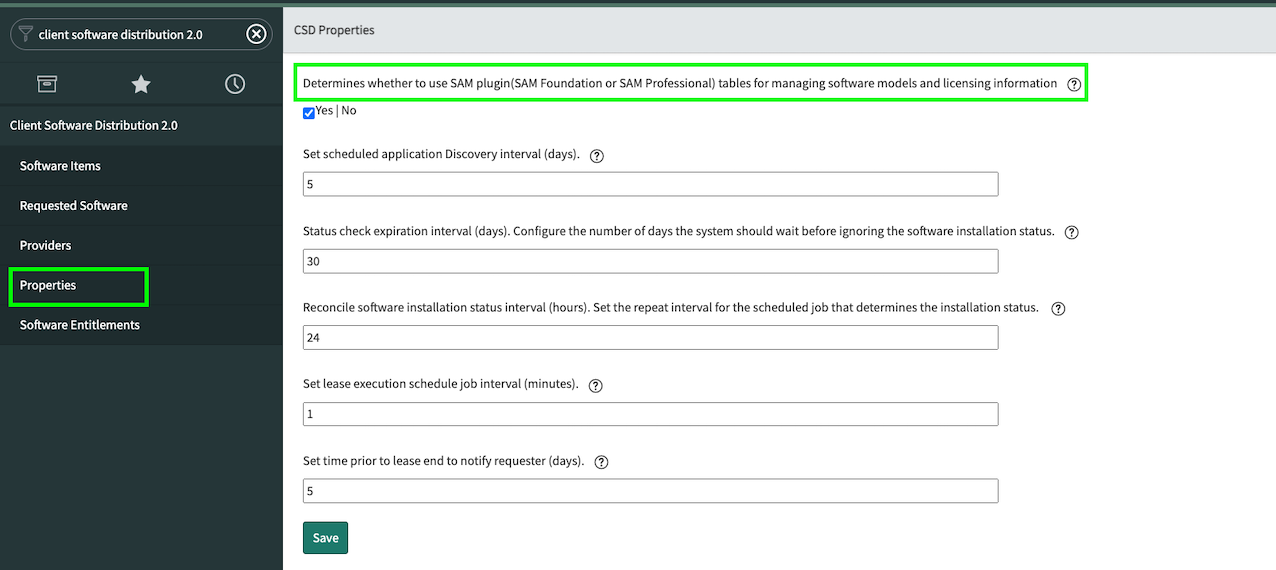 client software distribution 2.0
Client Software Distribution 2.0
Software Items
Requested Software
Providers
Properties
Software Entitlements
CSD Properties
Determines whether to use SAM plugin(SAM Foundation or SAM Professional) tables for managing software models and licensing information
Yes | No
Set scheduled application Discovery interval (days).
5
Status check expiration interval (days). Configure the number of days the system should wait before ignoring the software installation status.
30
Reconcile software installation status interval (hours). Set the repeat interval for the scheduled job that determines the installation status.
24
Set lease execution schedule job interval (minutes).
1
Set time prior to lease end to notify requester (days).
5
Save